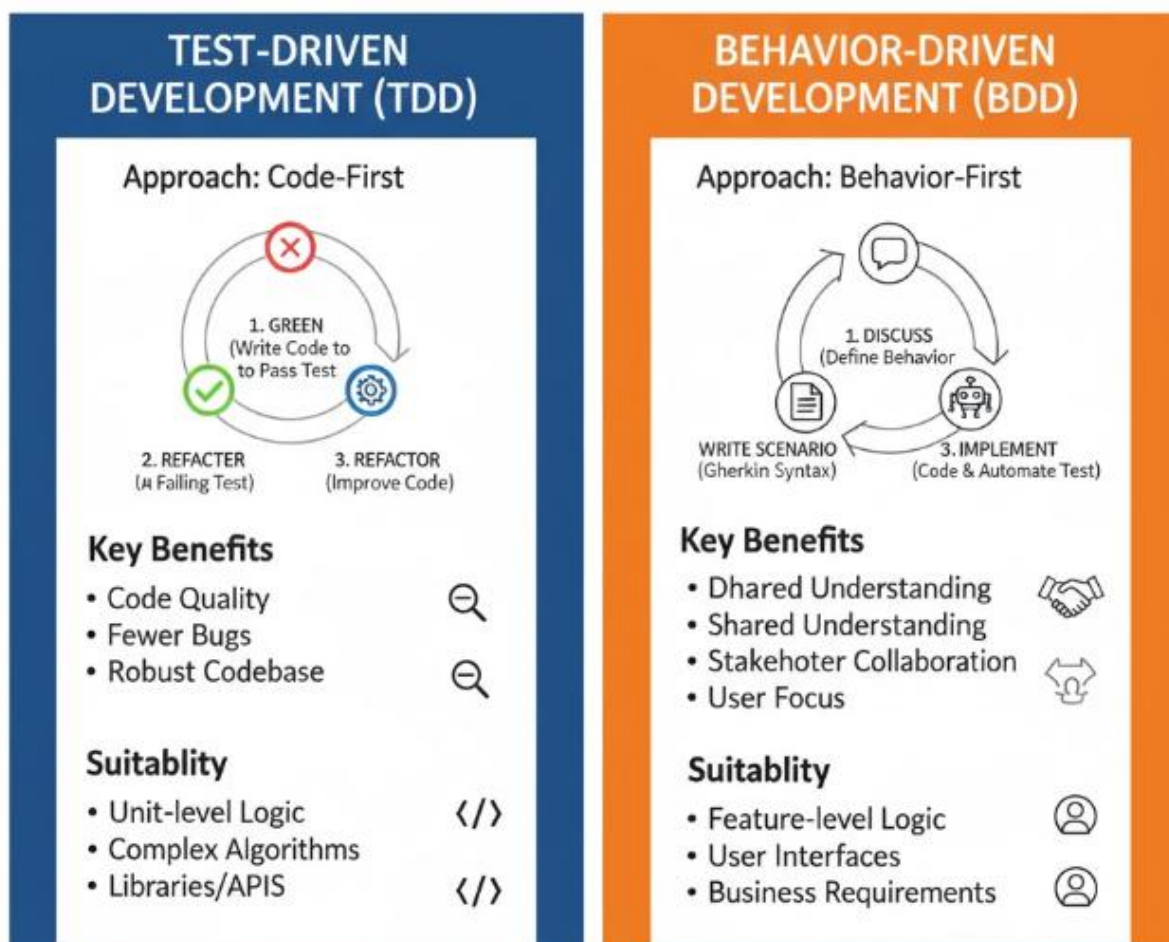 TEST-DRIVEN
DEVELOPMENT (TDD)
Approach: Code-First
1. GREEN
(Write Code to
to Pass Test
2. REFACTER
Failing Test)
3. REFACTOR
(Improve Code)
Key Benefits
• Code Quality
• Fewer Bugs
• Robust Codebase
Suitablity
• Unit-level Logic
• Complex Algorithms
• Libraries/APIS
BEHAVIOR-DRIVEN
DEVELOPMENT (BDD)
Approach: Behavior-First
1. DISCUSS
(Define Behavior
WRITE SCENARIO
(Gherkin Syntax)
3. IMPLEMENT
(Code & Automate Test)
Key Benefits
• Dhared Understanding
• Shared Understanding
• Stakehoter Collaboration
• User Focus
Suitablity
• Feature-level Logic
• User Interfaces
• Business Requirements